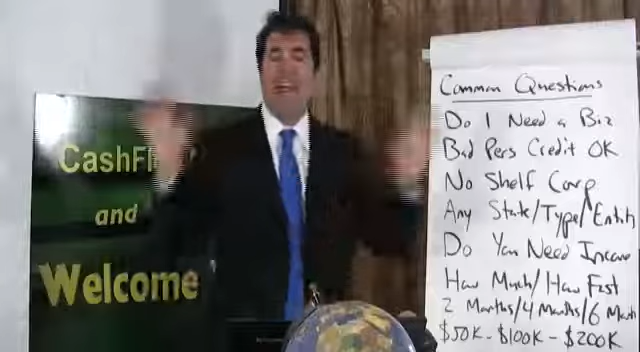 CashFl
and
Welcome
Common Questions
Do I Need a Biz
Bad Pers Credit OK
No Shelf Corp
Any State/Type/Entity
Do You Need Income
How Much/How Fast
2 Months/4 Months/6 Month
$50K - $100K - $200K